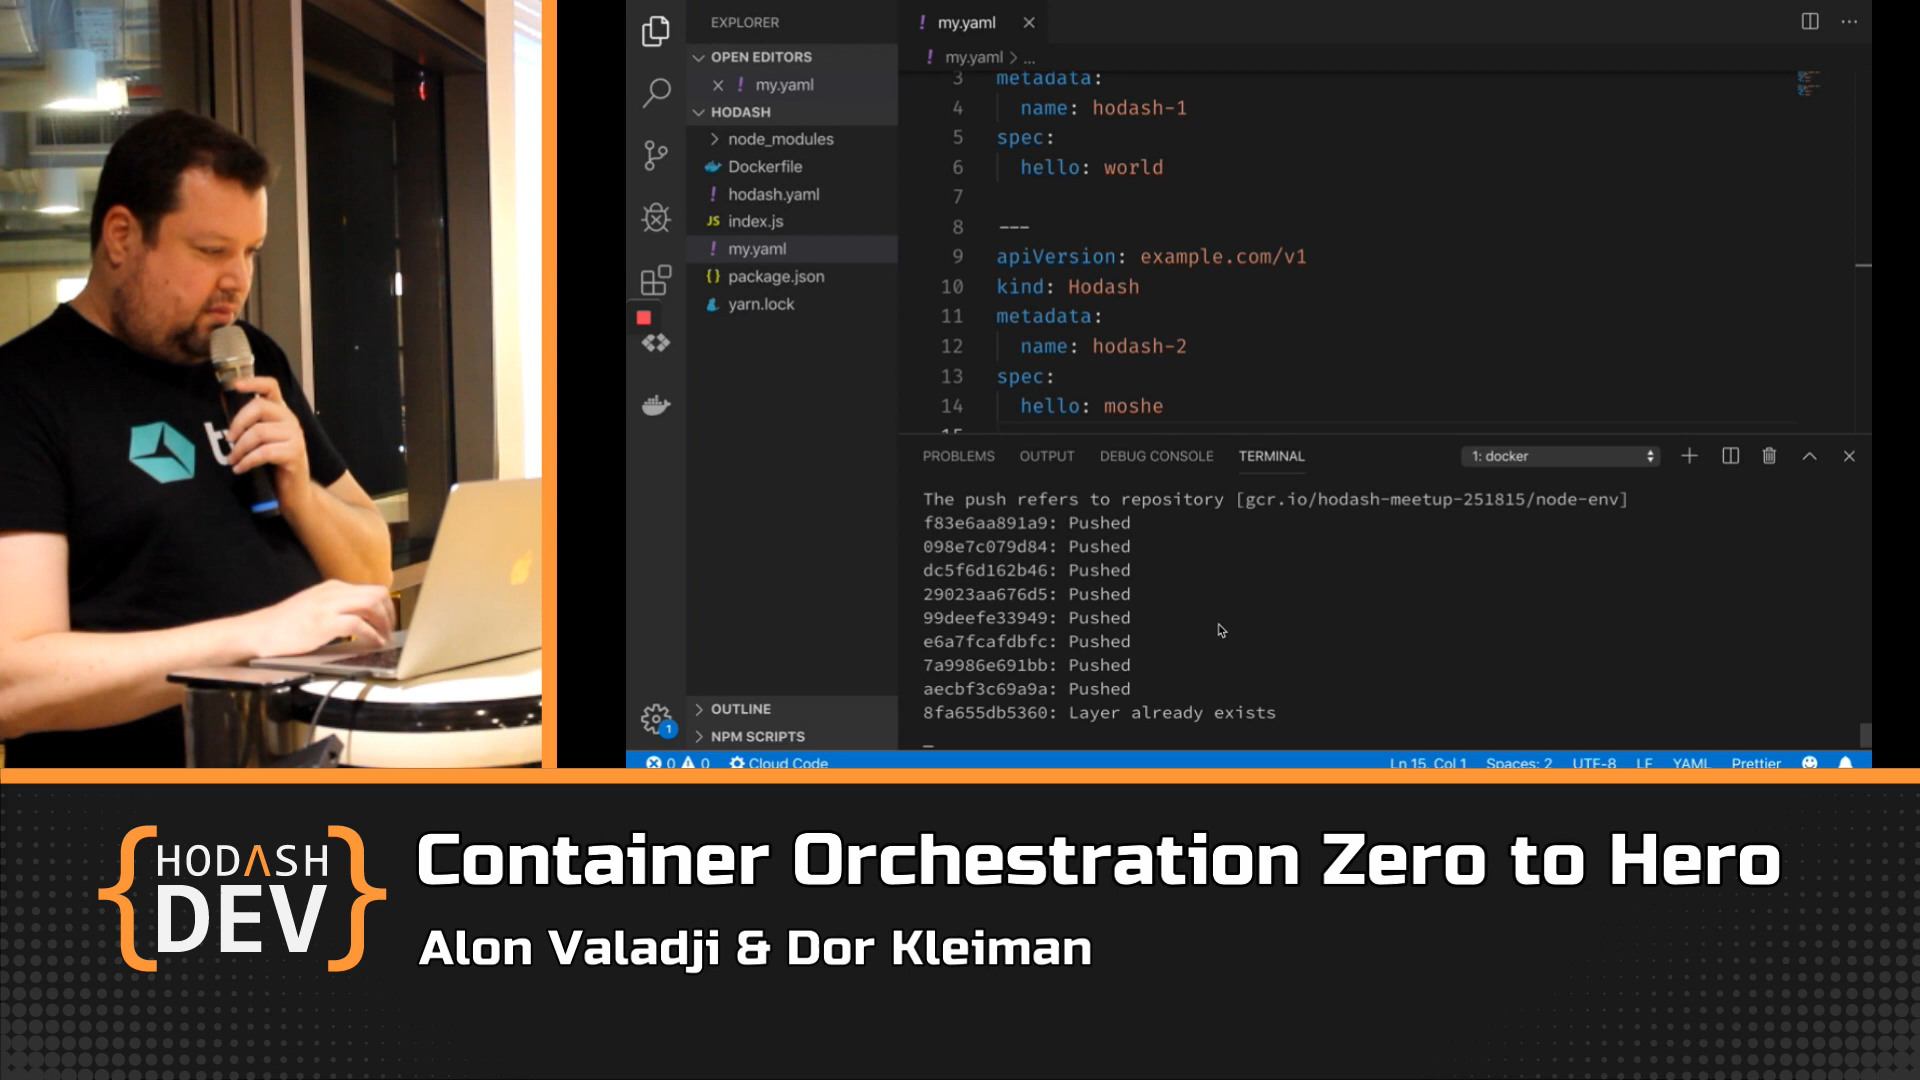 EXPLORER
OPEN EDITORS
my.yaml
HODASH
node_modules
Dockerfile
hodash.yaml
JS index.js
my.yaml
{} package.json
yarn.lock
OUTLINE
NPM SCRIPTS
1
! my.yaml
! my.yaml > ...
3 metadata:
4 name: hodash-1
5 spec:
6 hello: world
7
8 ---
9 apiVersion: example.com/v1
10 kind: Hodash
11 metadata:
12 name: hodash-2
13 spec:
14 hello: moshe
15
PROBLEMS OUTPUT DEBUG CONSOLE TERMINAL 1: docker
The push refers to repository [gcr.io/hodash-meetup-251815/node-env]
f83e6aa891a9: Pushed
098e7c079d84: Pushed
dc5f6d162b46: Pushed
29023aa676d5: Pushed
99deefe33949: Pushed
e6a7fcafdbfc: Pushed
7a9986e691bb: Pushed
aecbf3c69a9a: Pushed
8fa655db5360: Layer already exists
0 0 Cloud Code Ln 15, Col 1 Spaces: 2 UTF-8 LF YAML Prettier
{HODASH
DEV}
Container Orchestration Zero to Hero
Alon Valadji & Dor Kleiman